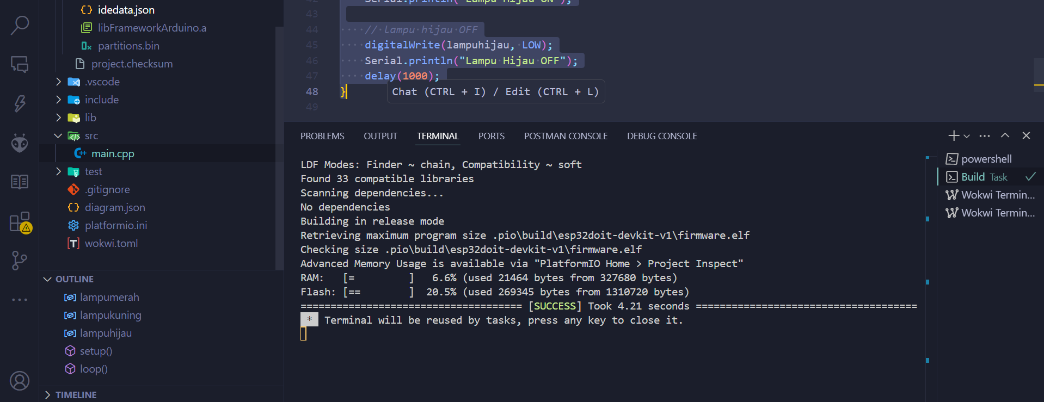 idedata.json
libFrameworkArduino.a
partitions.bin
project.checksum
.vscode
include
lib
src
main.cpp
test
.gitignore
diagram.json
platformio.ini
wokwi.toml
OUTLINE
lampumerah
lampukuning
lampuhijau
setup()
loop()
TIMELINE
43 Serial.println("Lampu Hijau ON");
44 // Lampu hijau OFF
45 digitalWrite(lampuhijau, LOW);
46 Serial.println("Lampu Hijau OFF");
47 delay(1000);
48 }
49
Chat (CTRL + I) / Edit (CTRL + L)
PROBLEMS OUTPUT TERMINAL PORTS POSTMAN CONSOLE DEBUG CONSOLE
LDF Modes: Finder ~ chain, Compatibility ~ soft
Found 33 compatible libraries
Scanning dependencies...
No dependencies
Building in release mode
Retrieving maximum program size .pio\build\esp32doit-devkit-v1\firmware.elf
Checking size .pio\build\esp32doit-devkit-v1\firmware.elf
Advanced Memory Usage is available via "PlatformIO Home > Project Inspect"
RAM: [= ] 6.6% (used 21464 bytes from 327680 bytes)
Flash: [== ] 20.5% (used 269345 bytes from 1310720 bytes)
=================================== [SUCCESS] Took 4.21 seconds ===================================
* Terminal will be reused by tasks, press any key to close it.
powershell
Build Task
Wokwi Termin...
Wokwi Termin...